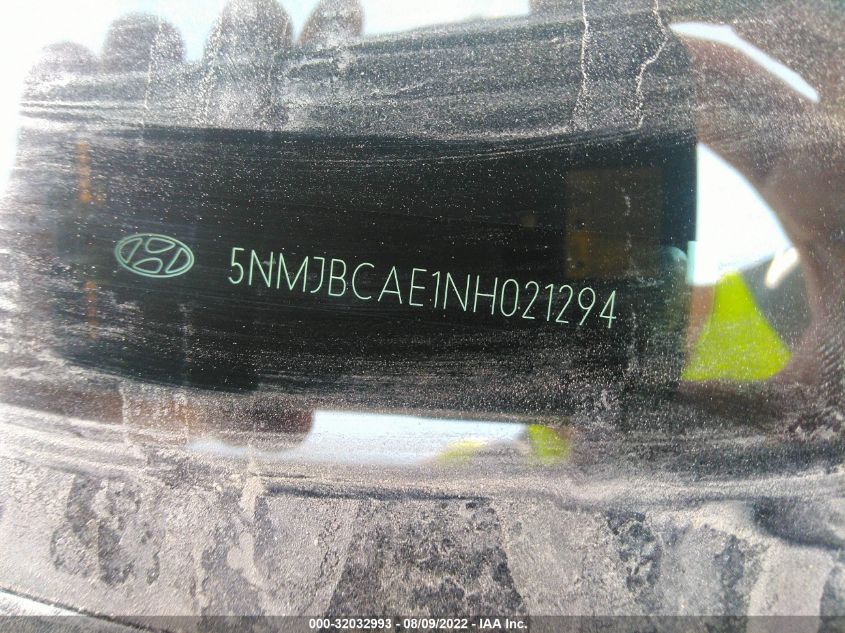 5NMJBCAE1NH021294
000-32032993 - 08/09/2022 - IAA Inc.